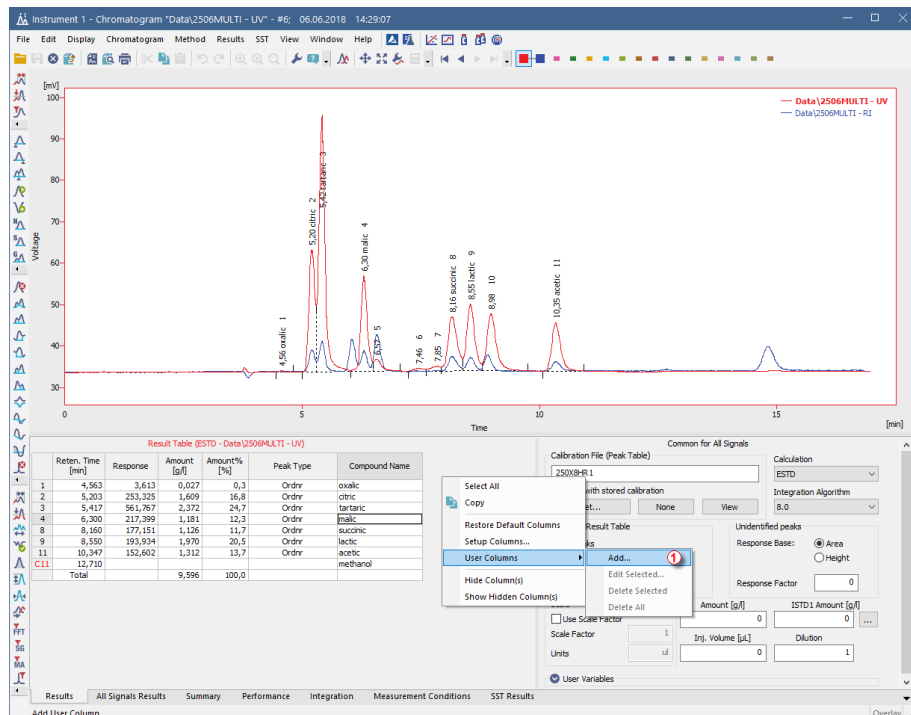 Instrument 1 - Chromatogram "Data\2506MULTI - UV" - #6; 06.06.2018 14:29:07
File Edit Display Chromatogram Method Results SST View Window Help
[mV]
Data\2506MULTI - UV
Data\2506MULTI - RI
100
90
80
70
60
50
40
30
Voltage
4,56 oxalic 1
5,20 citric 2
5,42 tartaric 3
6,30 malic 4
6,57 5
7,46 6
7,85 7
8,16 succinic 8
8,55 lactic 9
8,98 10
10,35 acetic 11
0 5 10 15
Time [min]
Result Table (ESTD - Data\2506MULTI - UV)
Reten. Time [min] Response Amount [g/l] Amount% [%] Peak Type Compound Name
1 4,563 3,613 0,027 0,3 Ordnr oxalic
2 5,203 253,325 1,609 16,8 Ordnr citric
3 5,417 561,767 2,372 24,7 Ordnr tartaric
4 6,300 217,399 1,181 12,3 Ordnr malic
8 8,160 177,151 1,126 11,7 Ordnr succinic
9 8,550 193,934 1,970 20,5 Ordnr lactic
11 10,347 152,602 1,312 13,7 Ordnr acetic
C11 12,710 methanol
Total 9,596 100,0
Select All
Copy
Restore Default Columns
Setup Columns...
User Columns
Hide Column(s)
Show Hidden Column(s)
Add... 1
Edit Selected...
Delete Selected
Delete All
Common for All Signals
Calibration File (Peak Table)
250X8HR1
with stored calibration
None View
Calculation
ESTD
Integration Algorithm
8.0
Result Table
Unidentified peaks
Response Base: Area
Height
Response Factor 0
Use Scale Factor
Scale Factor 1
Units ul
Amount [g/l]
0
ISTD1 Amount [g/l]
0 ...
Inj. Volume [µL]
0
Dilution
1
User Variables
Results All Signals Results Summary Performance Integration Measurement Conditions SST Results
Add User Column Overlay
FFT
SG
MA